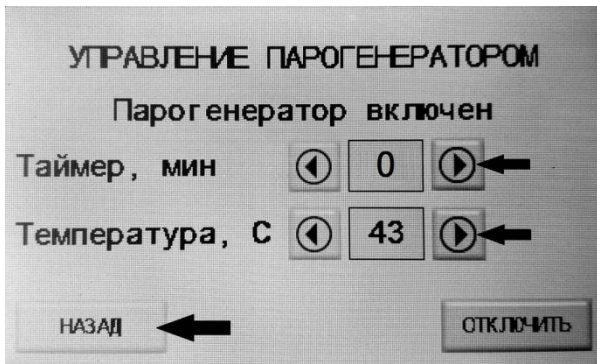 УПРАВЛЕНИЕ ПАРОГЕНЕРАТОРОМ
Парогенератор включен
Таймер, мин 0
Температура, С 43
НАЗАД ОТКЛЮЧИТЬ